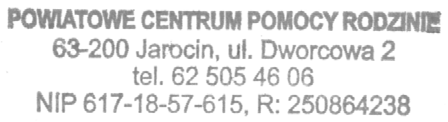 POWIATOWE CENTRUM POMOCY RODZINIE
63-200 Jarocin, ul. Dworcowa 2
tel. 62 505 46 06
NIP 617-18-57-615, R: 250864238